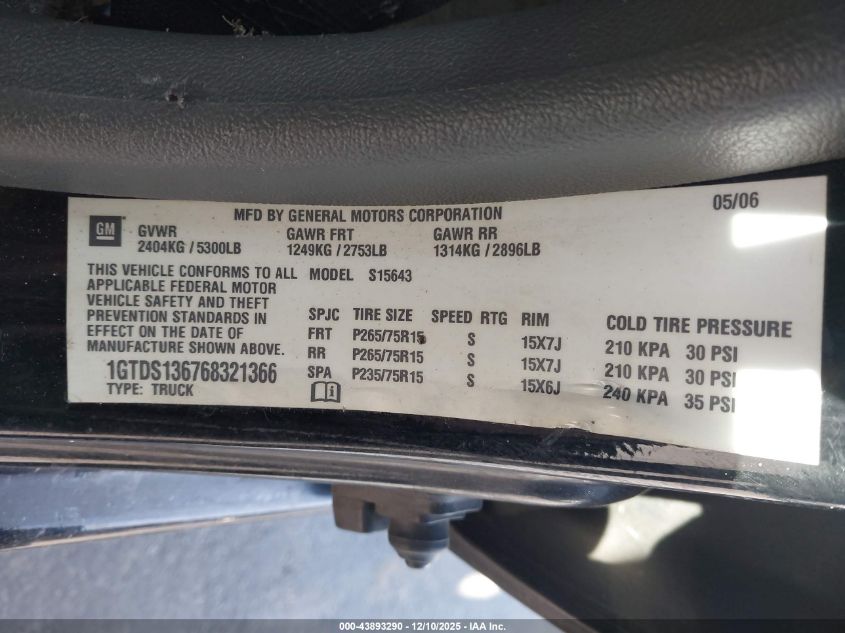 MFD BY GENERAL MOTORS CORPORATION 05/06
GM
GVWR GAWR FRT GAWR RR
2404KG / 5300LB 1249KG / 2753LB 1314KG / 2896LB
THIS VEHICLE CONFORMS TO ALL
APPLICABLE FEDERAL MOTOR
VEHICLE SAFETY AND THEFT
PREVENTION STANDARDS IN
EFFECT ON THE DATE OF
MANUFACTURE SHOWN ABOVE.
1GTDS136768321366
TYPE: TRUCK
MODEL S15643
SPJC TIRE SIZE SPEED RTG RIM COLD TIRE PRESSURE
FRT P265/75R15 S 15X7J 210 KPA 30 PSI
RR P265/75R15 S 15X7J 210 KPA 30 PSI
SPA P235/75R15 S 15X6J 240 KPA 35 PSI
000-43893290 - 12/10/2025 - IAA Inc.